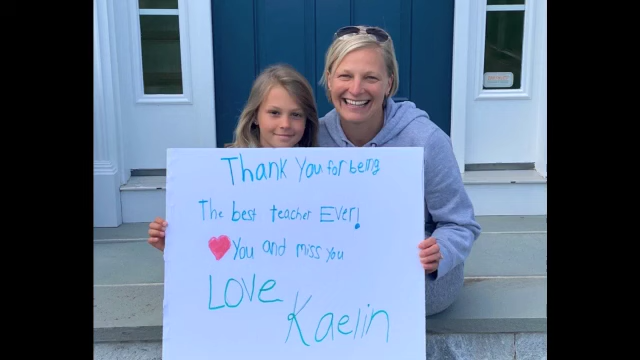 Thank You for being
The best teacher EVEr!
You and miss you
LOVE
Kaelin